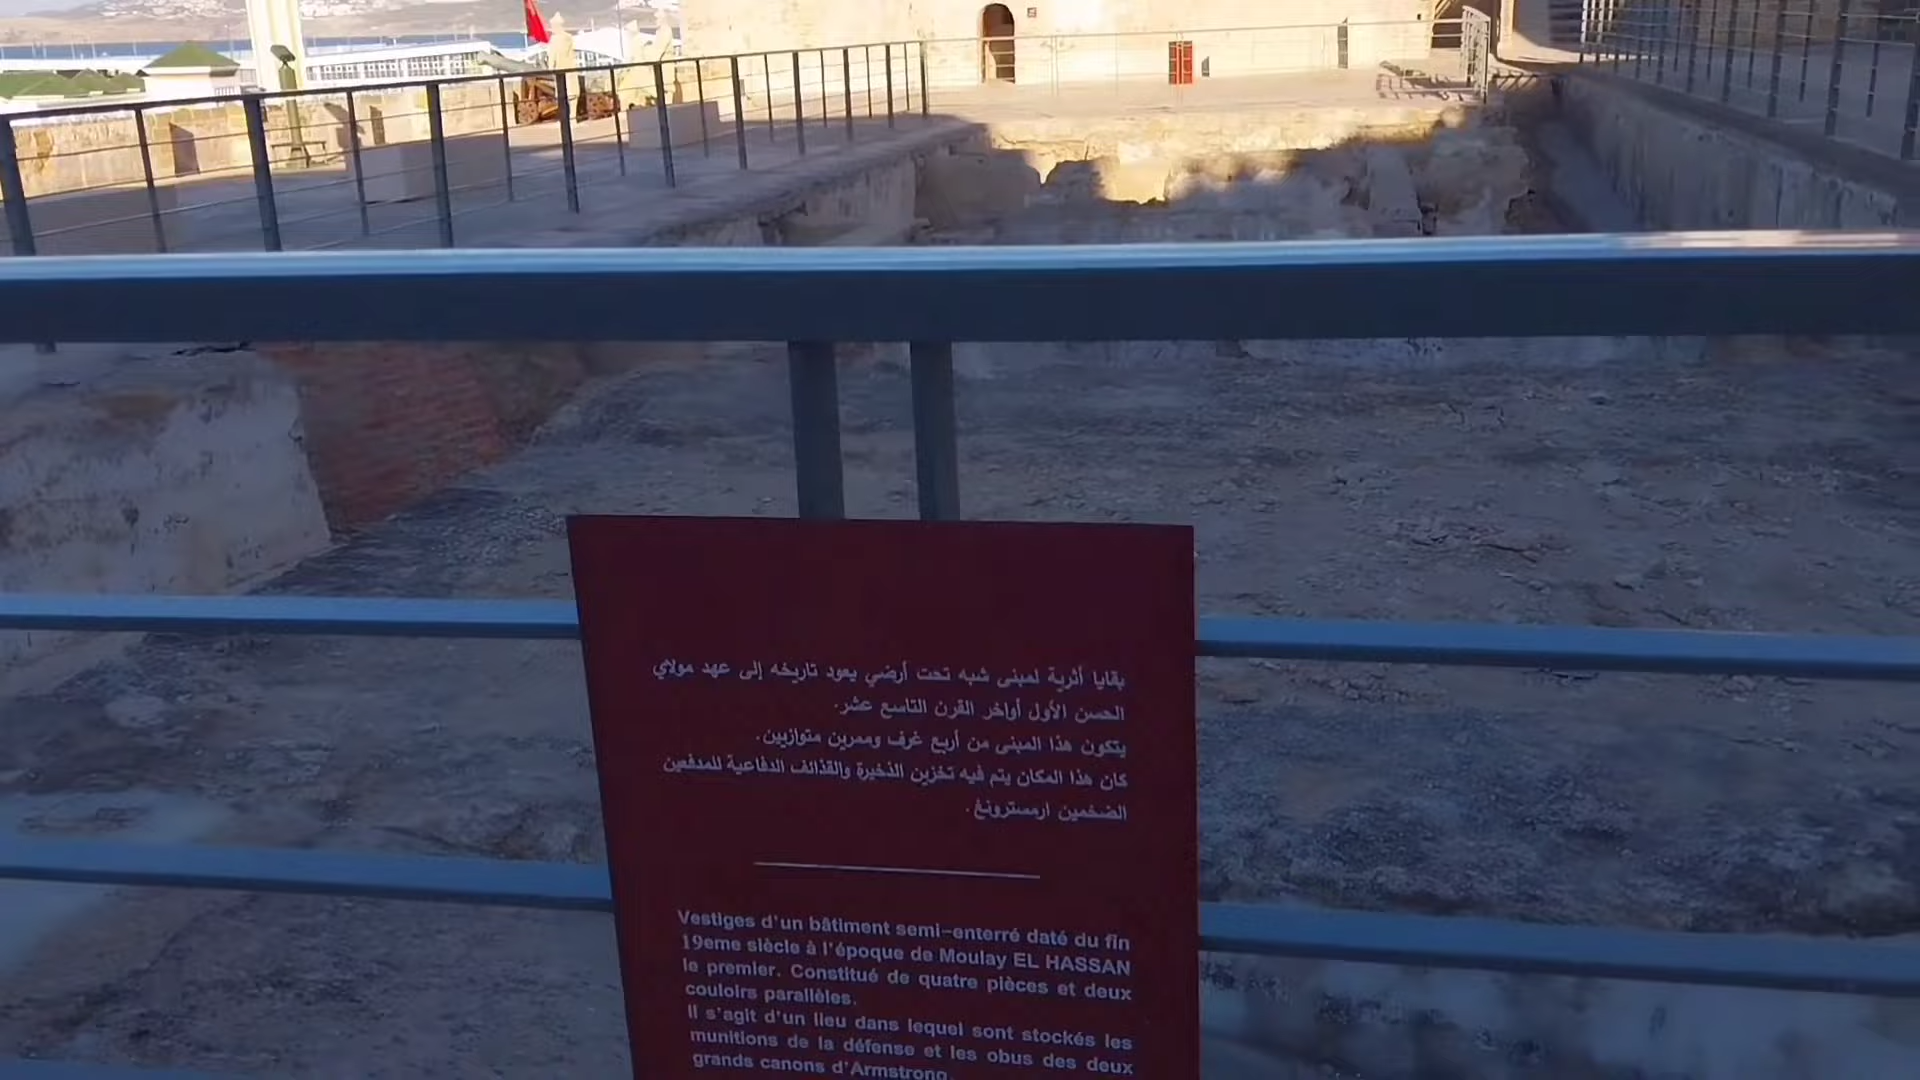 بقايا أثرية لمبنى شبه تحت أرضي يعود تاريخه إلى عهد مولاي
الحسن الأول أواخر القرن التاسع عشر.
يتكون هذا المبنى من أربع غرف وممرين متوازيين.
كان هذا المكان يتم فيه تخزين الذخيرة والقذائف الدفاعية للمدفعين
الضخمين ارمسترونغ.
Vestiges d'un bâtiment semi-enterré daté du fin
19eme siècle à l'époque de Moulay EL HASSAN
le premier. Constitué de quatre pièces et deux
couloirs parallèles.
Il s'agit d'un lieu dans lequel sont stockés les
munitions de la défense et les obus des deux
grands canons d'Armstrong.